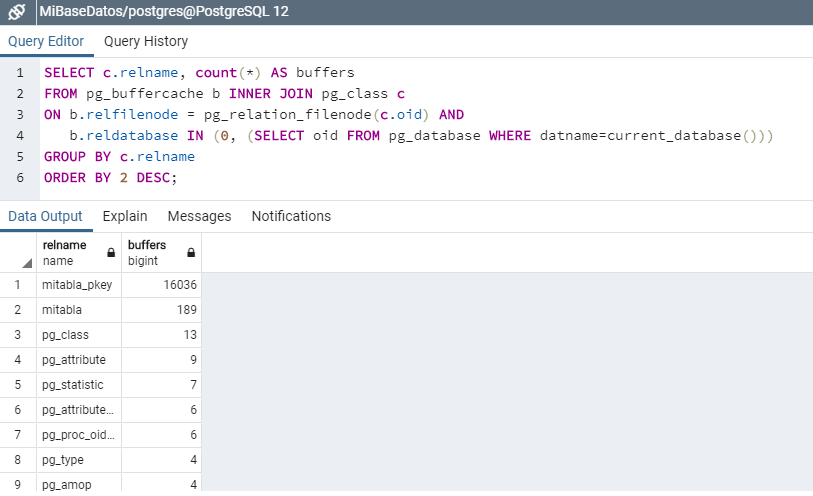 MiBaseDatos/postgres@PostgreSQL 12
Query Editor Query History
1 SELECT c.relname, count(*) AS buffers
2 FROM pg_buffercache b INNER JOIN pg_class c
3 ON b.relfilenode = pg_relation_filenode(c.oid) AND
4 b.reldatabase IN (0, (SELECT oid FROM pg_database WHERE datname=current_database()))
5 GROUP BY c.relname
6 ORDER BY 2 DESC;
Data Output Explain Messages Notifications
relname buffers
name bigint
1 mitabla_pkey 16036
2 mitabla 189
3 pg_class 13
4 pg_attribute 9
5 pg_statistic 7
6 pg_attribute... 6
7 pg_proc_oid... 6
8 pg_type 4
9 pg_amop 4